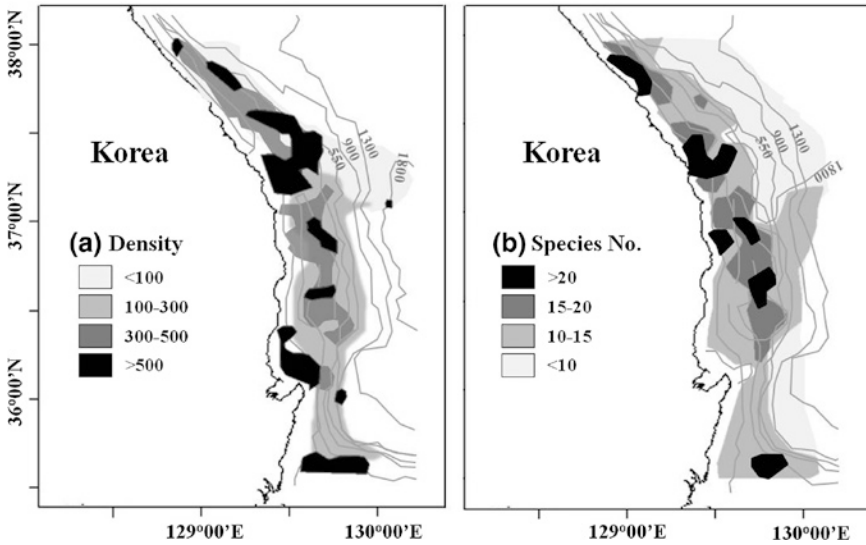 38°00'N
37°00'N
36°00'N
Korea
550
900
1300
1800
(a) Density
<100
100-300
300-500
>500
129°00'E
130°00'E
Korea
550
900
1300
1800
(b) Species No.
>20
15-20
10-15
<10
129°00'E
130°00'E